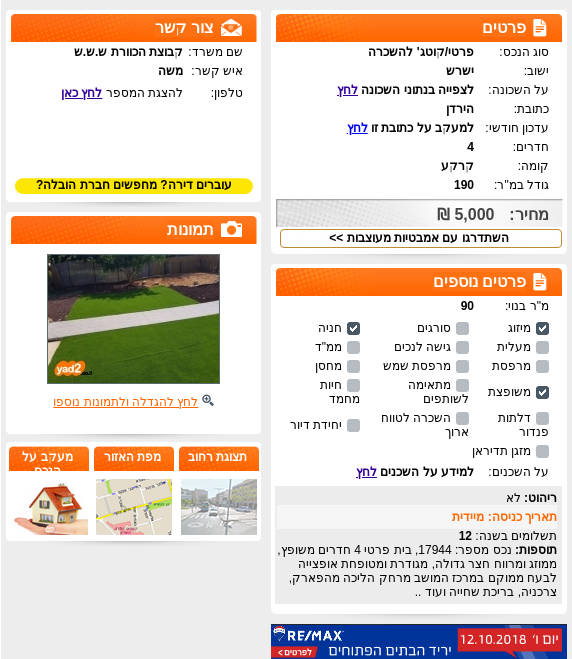 פרטים
סוג הנכס: פרטי/קוטג' להשכרה
ישוב: ישרש
על השכונה: לצפייה בנתוני השכונה לחץ
כתובת: הירדן
עדכון חודשי: למעקב על כתובת זו לחץ
חדרים: 4
קומה: קרקע
גודל במ"ר: 190
מחיר: 5,000 ₪
השתדרגו עם אמבטיות מעוצבות >>
פרטים נוספים
מ"ר בנוי: 90
מיזוג סורגים חניה
מעלית גישה לנכים ממ"ד
מרפסת מרפסת שמש מחסן
משופצת מתאימה לשותפים חיות מחמד
דלתות פנדור השכרה לטווח ארוך יחידת דיור
מזגן תדיראן
על השכנים: למידע על השכנים לחץ
ריהוט: לא
תאריך כניסה: מיידית
תשלומים בשנה: 12
תוספות: נכס מספר: 17944, בית פרטי 4 חדרים משופץ,
ממוזג ומרווח חצר גדולה, מגודרת ומטופחת אופצייה
לבעח ממוקם במרכז המושב מרחק הליכה מהפארק,
צרכניה, בריכת שחייה ועוד ..
יום ו' 12.10.2018
RE/MAX
יריד הבתים הפתוחים
לפרטים >
צור קשר
שם משרד: קבוצת הכוורת ש.ש.ש
איש קשר: משה
טלפון: להצגת המספר לחץ כאן
עוברים דירה? מחפשים חברת הובלה?
תמונות
yad2
לחץ להגדלה ולתמונות נוספו
תצוגת רחוב
מפת האזור
מעקב על
הנכס